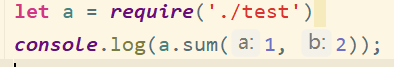 let a = require('./test')
console.log(a.sum( a: 1,  b: 2));